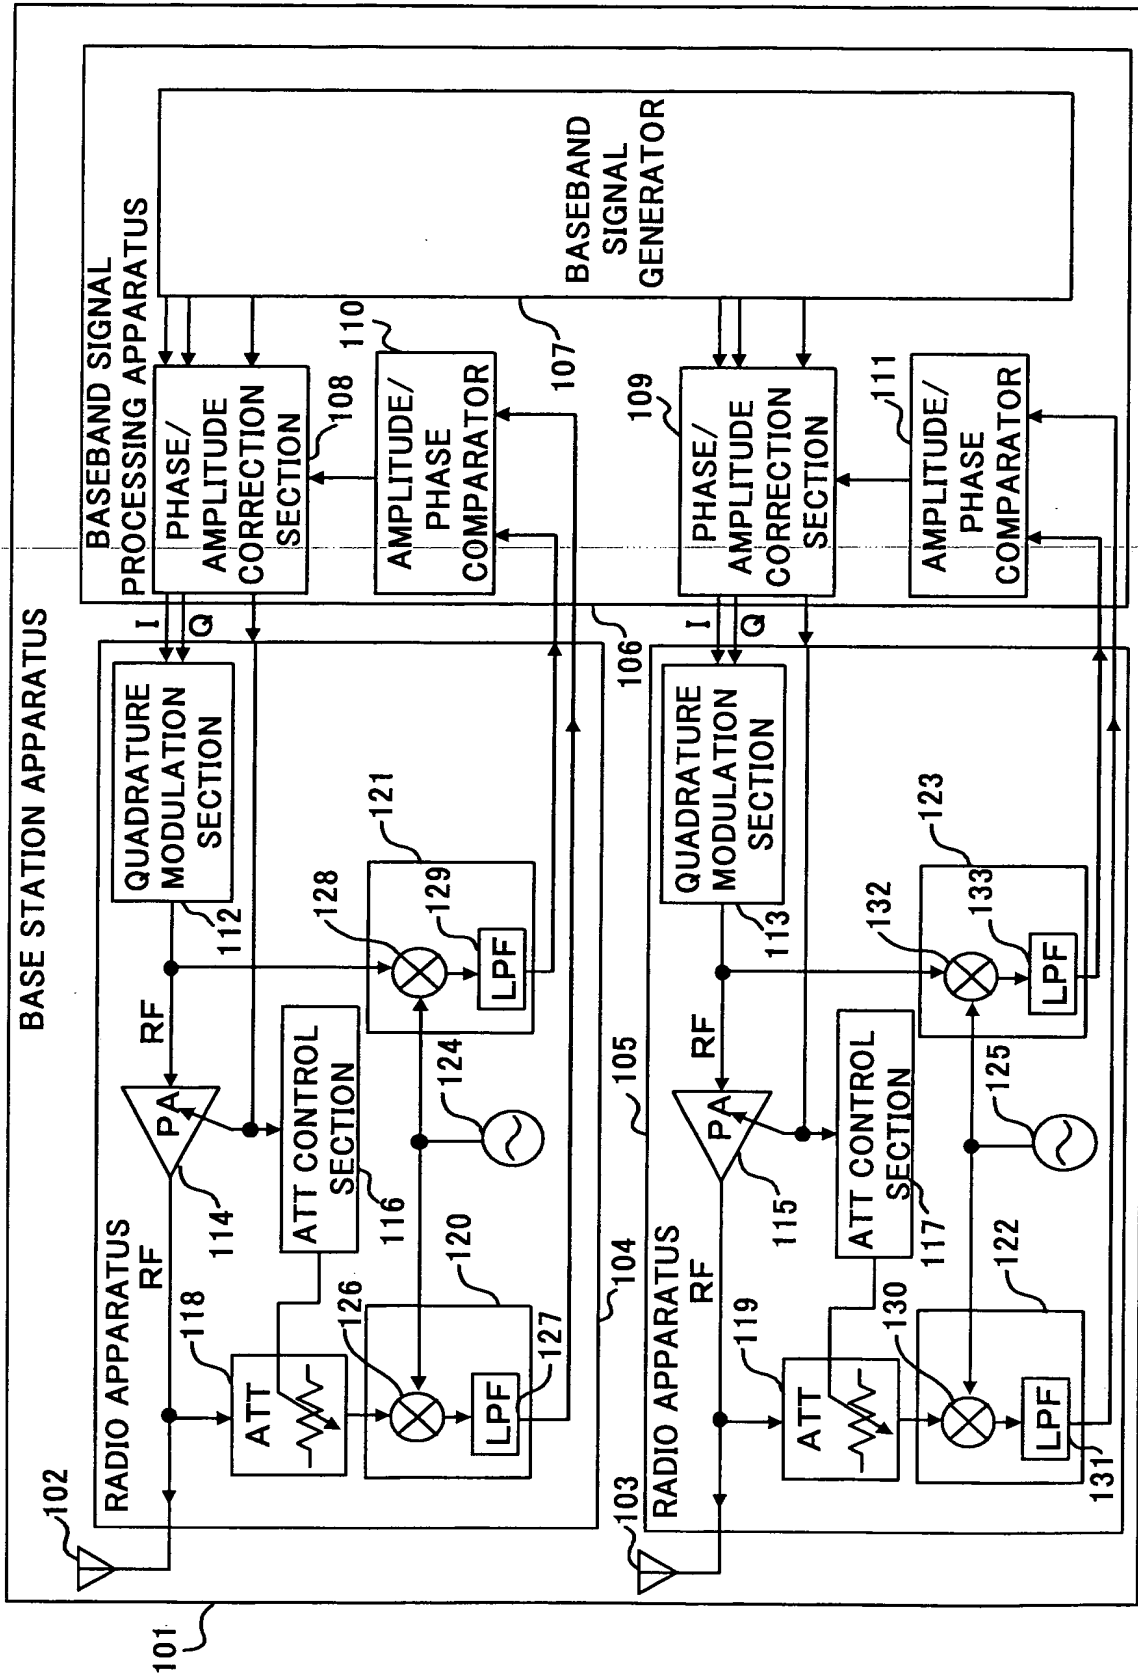 BASE STATION APPARATUS
101
102
RADIO APPARATUS
RF
RF
PA
114
118
ATT
ATT CONTROL
SECTION
116
120
126
LPF
127
124
104
QUADRATURE
MODULATION
SECTION
112
121
128
129
LPF
I
Q
BASEBAND SIGNAL
PROCESSING APPARATUS
106
PHASE/
AMPLITUDE
CORRECTION
SECTION
108
AMPLITUDE/
PHASE
COMPARATOR
110
BASEBAND
SIGNAL
GENERATOR
107
103
RADIO APPARATUS
105
RF
RF
PA
115
119
ATT
ATT CONTROL
SECTION
117
122
130
LPF
131
125
QUADRATURE
MODULATION
SECTION
113
123
132
133
LPF
I
Q
PHASE/
AMPLITUDE
CORRECTION
SECTION
109
AMPLITUDE/
PHASE
COMPARATOR
111